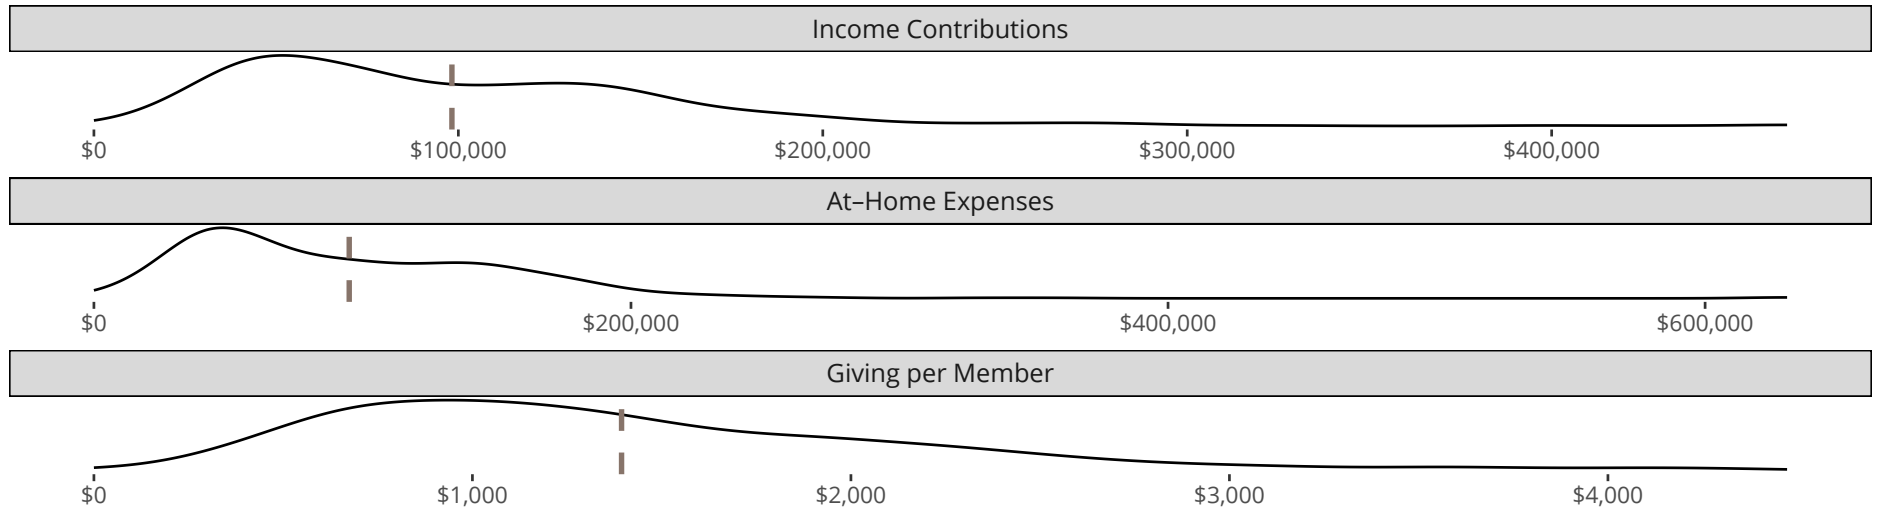 Income Contributions
$0 $100,000 $200,000 $300,000 $400,000
At–Home Expenses
$0 $200,000 $400,000 $600,000
Giving per Member
$0 $1,000 $2,000 $3,000 $4,000